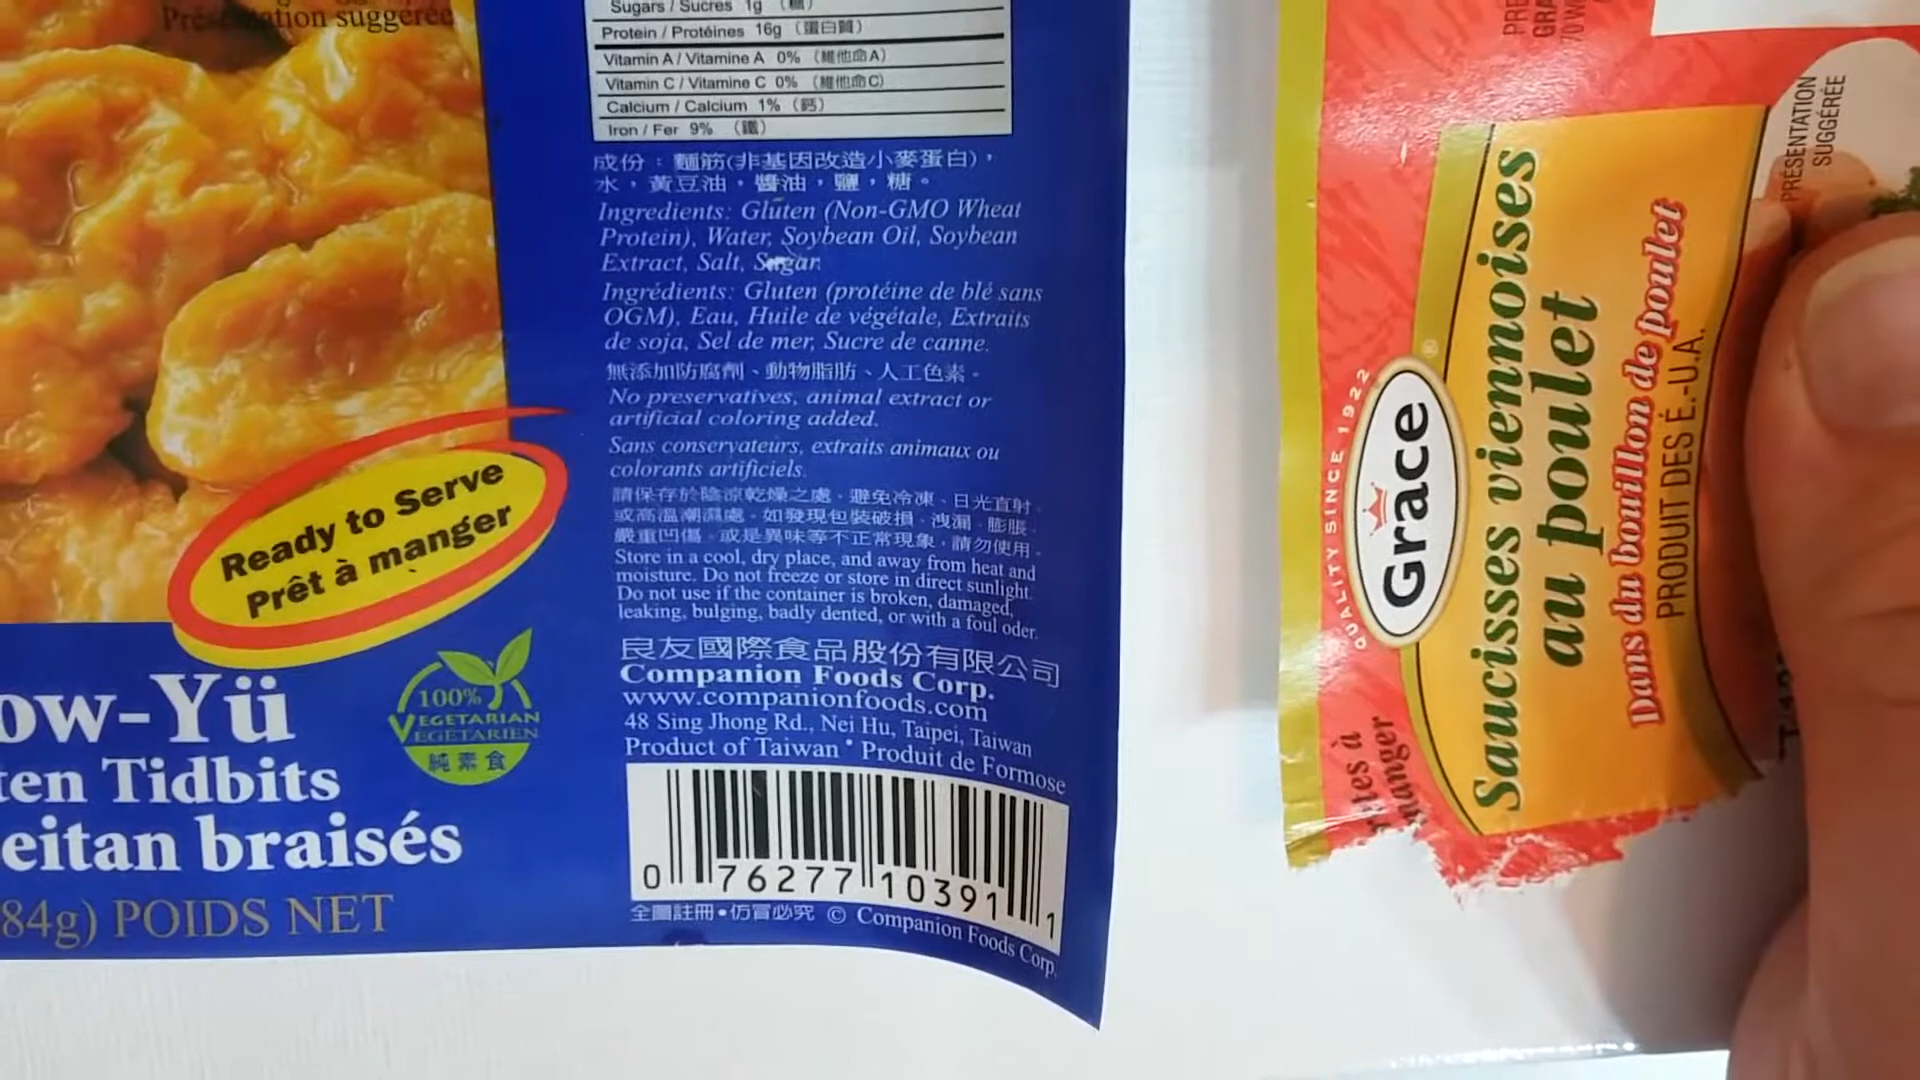 Présentation suggérée
Sugars / Sucres 1g (糖)
Protein / Protéines 16g (蛋白質)
Vitamin A / Vitamine A 0% (維他命A)
Vitamin C / Vitamine C 0% (維他命C)
Calcium / Calcium 1% (鈣)
Iron / Fer 9% (鐵)
成份：麵筋(非基因改造小麥蛋白)，
水，黃豆油，醬油，鹽，糖。
Ingredients: Gluten (Non-GMO Wheat
Protein), Water, Soybean Oil, Soybean
Extract, Salt, Sugar.
Ingrédients: Gluten (protéine de blé sans
OGM), Eau, Huile de végétale, Extraits
de soja, Sel de mer, Sucre de canne.
無添加防腐劑、動物脂肪、人工色素。
No preservatives, animal extract or
artificial coloring added.
Sans conservateurs, extraits animaux ou
colorants artificiels.
請保存於陰涼乾燥之處，避免冷凍、日光直射，
或高溫潮濕處。如發現包裝破損、洩漏、膨脹，
嚴重凹傷，或是異味等不正常現象，請勿使用。
Store in a cool, dry place, and away from heat and
moisture. Do not freeze or store in direct sunlight.
Do not use if the container is broken, damaged,
leaking, bulging, badly dented, or with a foul oder.
良友國際食品股份有限公司
Companion Foods Corp.
www.companionfoods.com
48 Sing Jhong Rd., Nei Hu, Taipei, Taiwan
Product of Taiwan • Produit de Formose
0 76277 10391 1
全圖註冊•仿冒必究 © Companion Foods Corp.
Ready to Serve
Prêt à manger
100%
VEGETARIAN
VEGETARIEN
純素食
ow-Yü
ten Tidbits
eitan braisés
84g) POIDS NET
QUALITY SINCE 1922
Grace
®
Saucisses viennoises
au poulet
Dans du bouillon de poulet
PRODUIT DES É.-U.A.
PRÉSENTATION
SUGGÉRÉE
à
manger
PRE
GRA
70 W